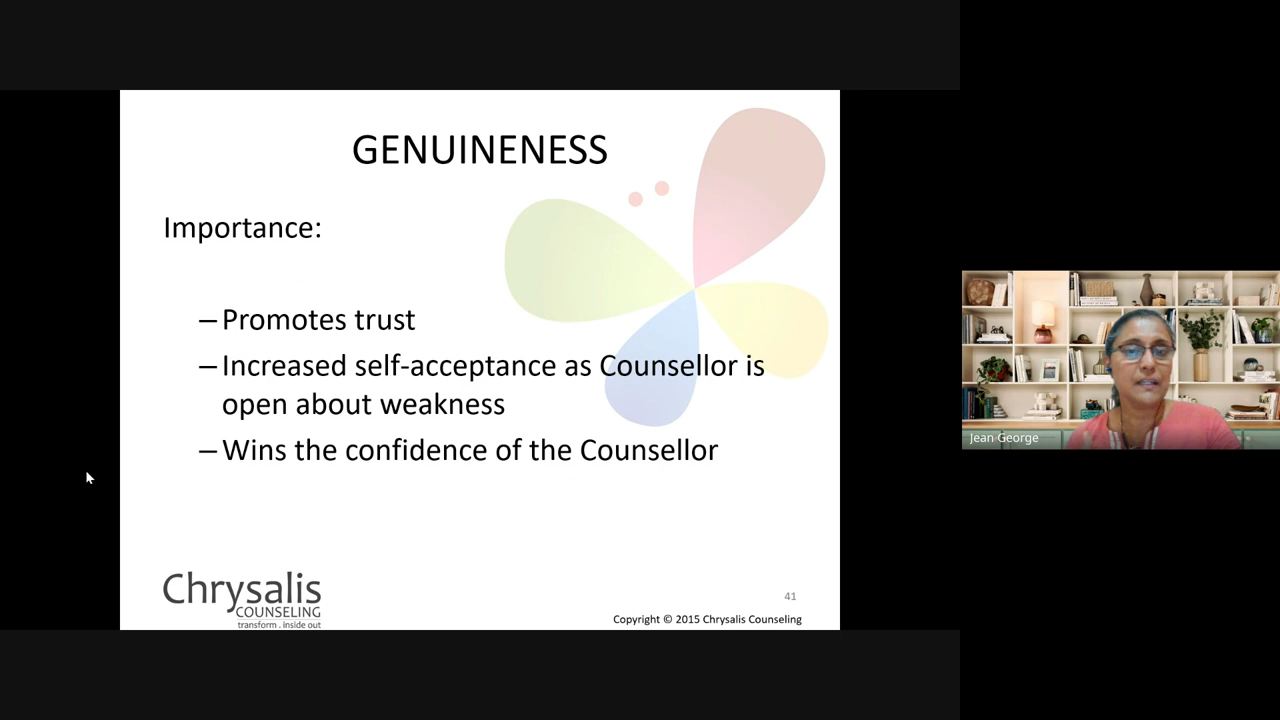 GENUINENESS
Importance:
– Promotes trust
– Increased self-acceptance as Counsellor is
open about weakness
– Wins the confidence of the Counsellor
Chrysalis
COUNSELING
transform . inside out
41
Copyright © 2015 Chrysalis Counseling
Jean George